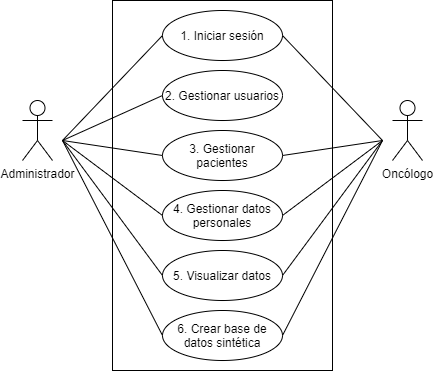 1. Iniciar sesión
2. Gestionar usuarios
3. Gestionar
pacientes
Administrador
Oncólogo
4. Gestionar datos
personales
5. Visualizar datos
6. Crear base de
datos sintética